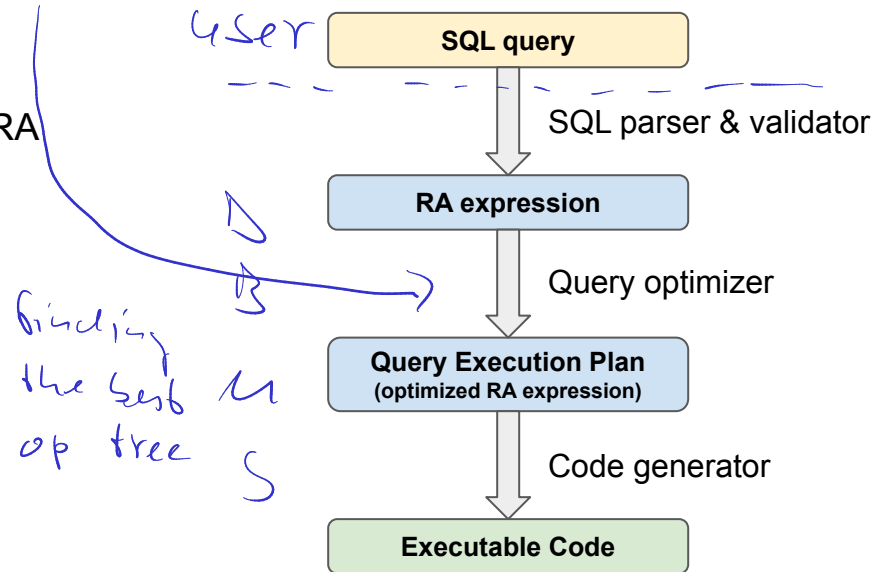 user
SQL query
RA
SQL parser & validator
RA expression
D
B
M
S
Query optimizer
finding
the best
op tree
Query Execution Plan
(optimized RA expression)
Code generator
Executable Code